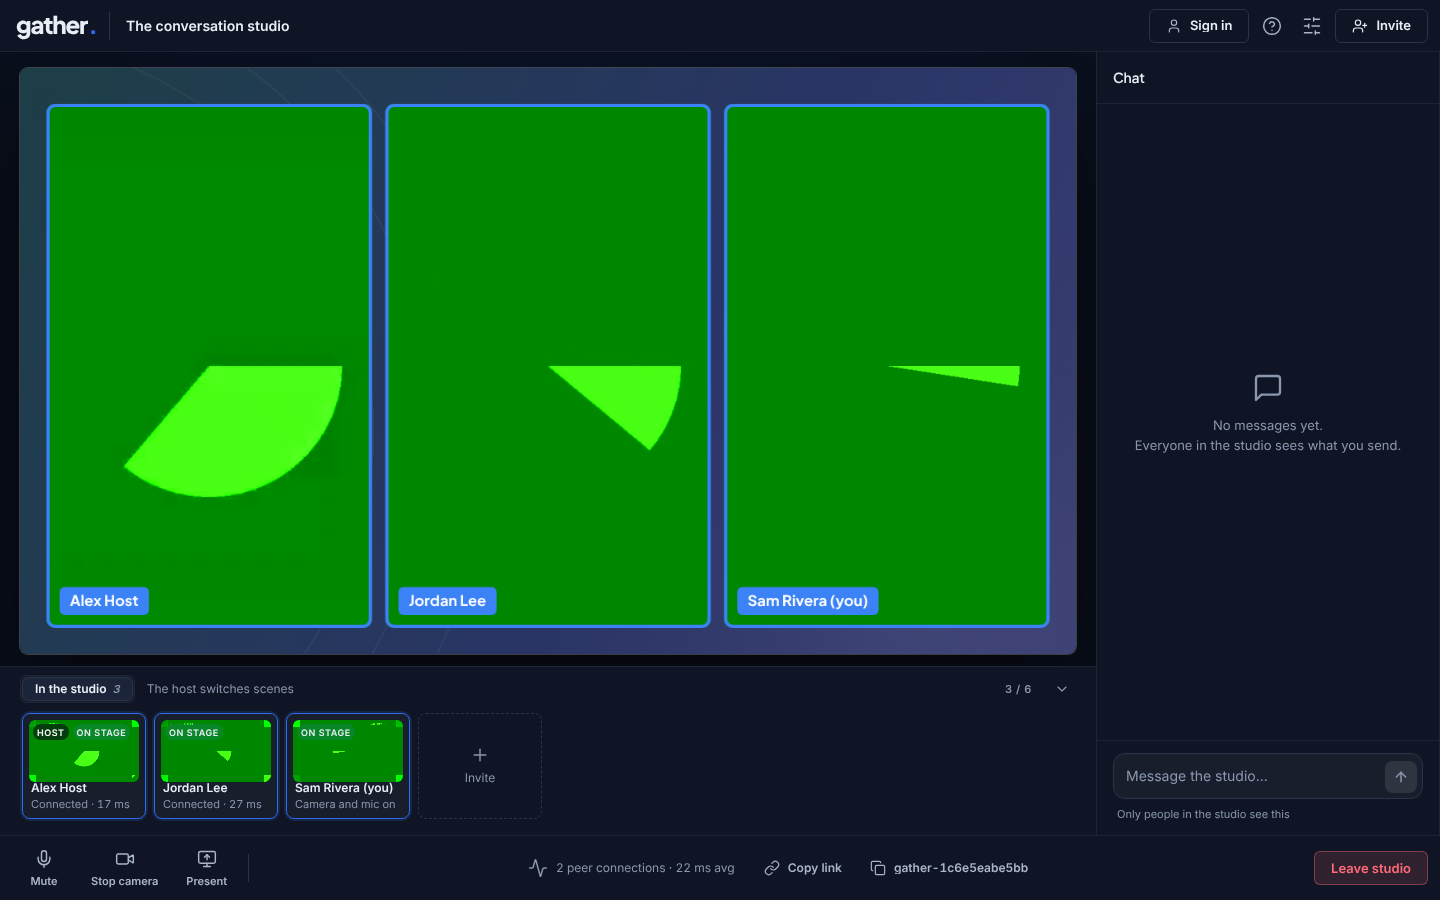 gather.
The conversation studio
Sign in
Invite
Chat
Alex Host
Jordan Lee
Sam Rivera (you)
No messages yet.
Everyone in the studio sees what you send.
In the studio 3
The host switches scenes
3 / 6
HOST
ON STAGE
Alex Host
Connected · 17 ms
ON STAGE
Jordan Lee
Connected · 27 ms
ON STAGE
Sam Rivera (you)
Camera and mic on
Invite
Message the studio...
Only people in the studio see this
Mute
Stop camera
Present
2 peer connections · 22 ms avg
Copy link
gather-1c6e5eabe5bb
Leave studio